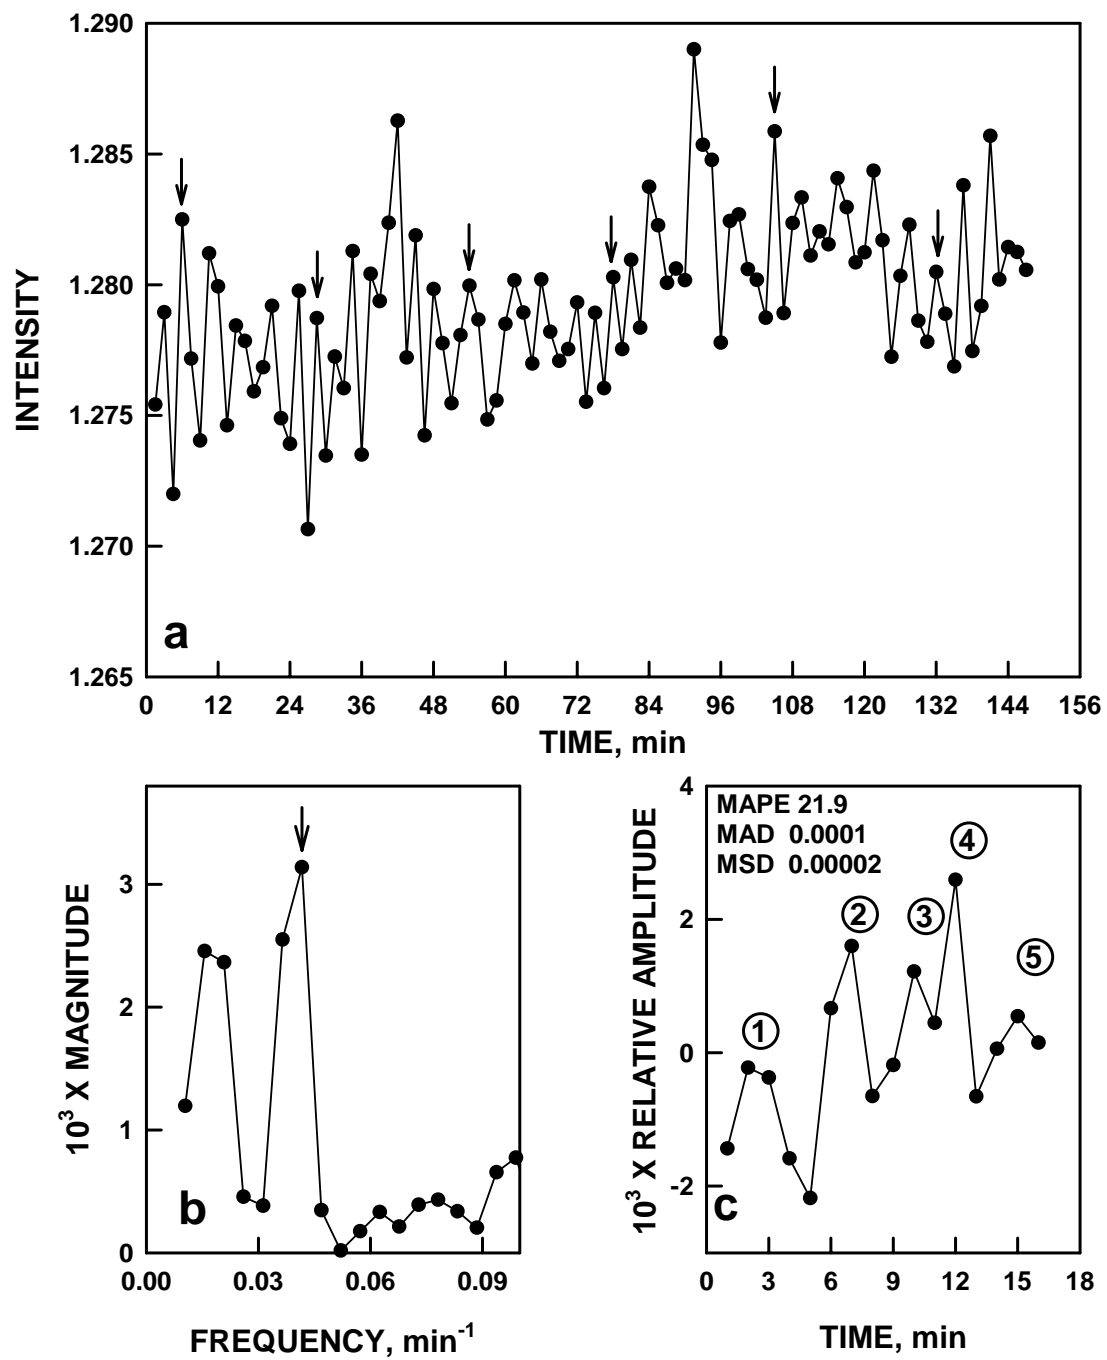 1.290
1.285
1.280
1.275
1.270
1.265
INTENSITY
a
0 12 24 36 48 60 72 84 96 108 120 132 144 156
TIME, min
3
2
1
0
10³ X MAGNITUDE
b
0.00 0.03 0.06 0.09
FREQUENCY, min⁻¹
4
2
0
-2
10³ X RELATIVE AMPLITUDE
MAPE 21.9
MAD 0.0001
MSD 0.00002
1
2
3
4
5
c
0 3 6 9 12 15 18
TIME, min